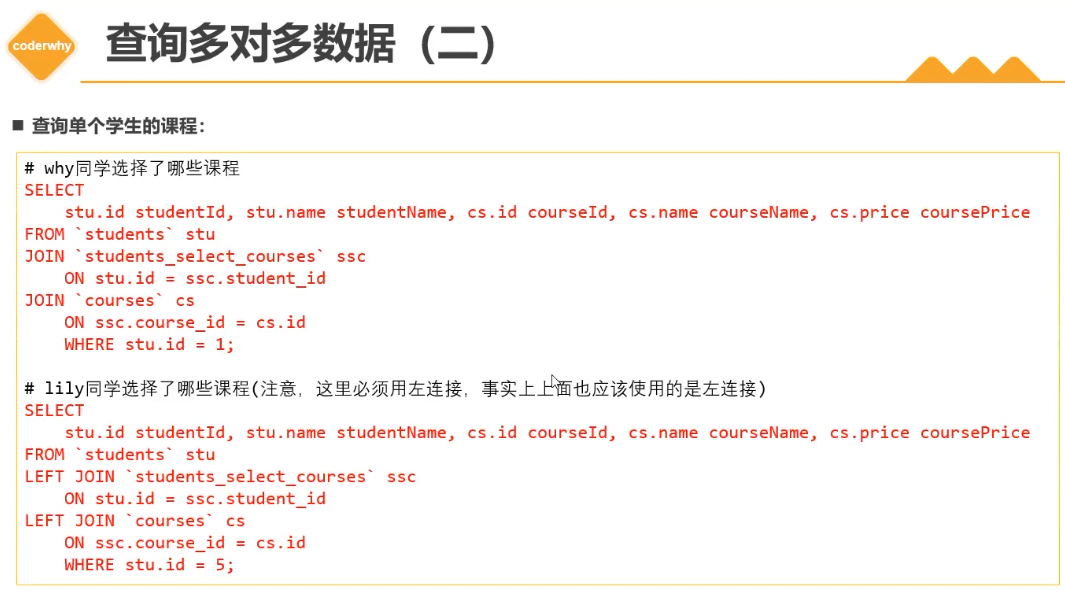 coderwhy
查询多对多数据（二）
■ 查询单个学生的课程：
# why同学选择了哪些课程
SELECT
    stu.id studentId, stu.name studentName, cs.id courseId, cs.name courseName, cs.price coursePrice
FROM `students` stu
JOIN `students_select_courses` ssc
    ON stu.id = ssc.student_id
JOIN `courses` cs
    ON ssc.course_id = cs.id
    WHERE stu.id = 1;
# lily同学选择了哪些课程(注意，这里必须用左连接，事实上上面也应该使用的是左连接)
SELECT
    stu.id studentId, stu.name studentName, cs.id courseId, cs.name courseName, cs.price coursePrice
FROM `students` stu
LEFT JOIN `students_select_courses` ssc
    ON stu.id = ssc.student_id
LEFT JOIN `courses` cs
    ON ssc.course_id = cs.id
    WHERE stu.id = 5;